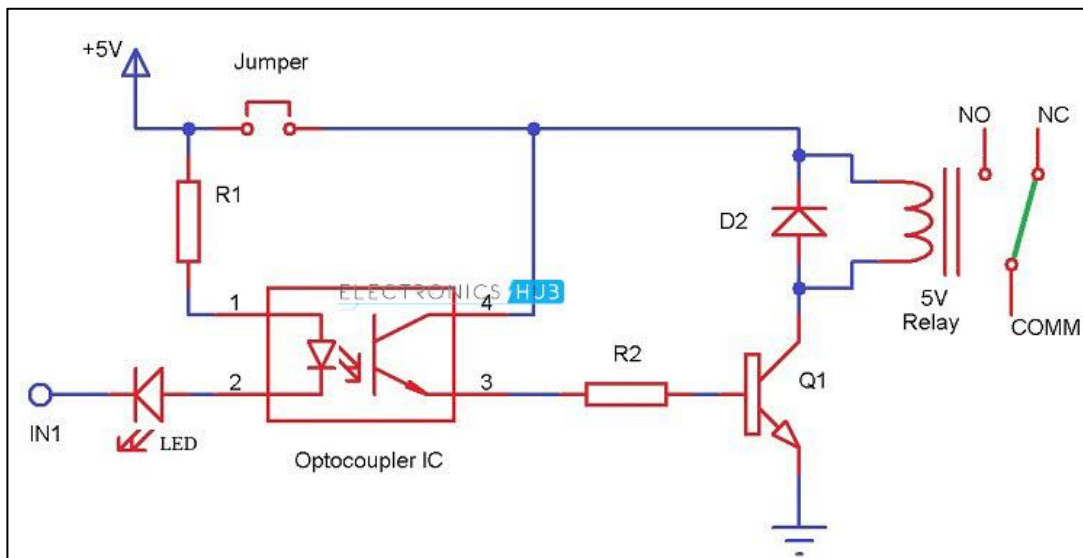 +5V
Jumper
NO
NC
R1
D2
ELECTRONICS HUB
1
4
5V
Relay
COMM
R2
Q1
2
3
IN1
LED
Optocoupler IC